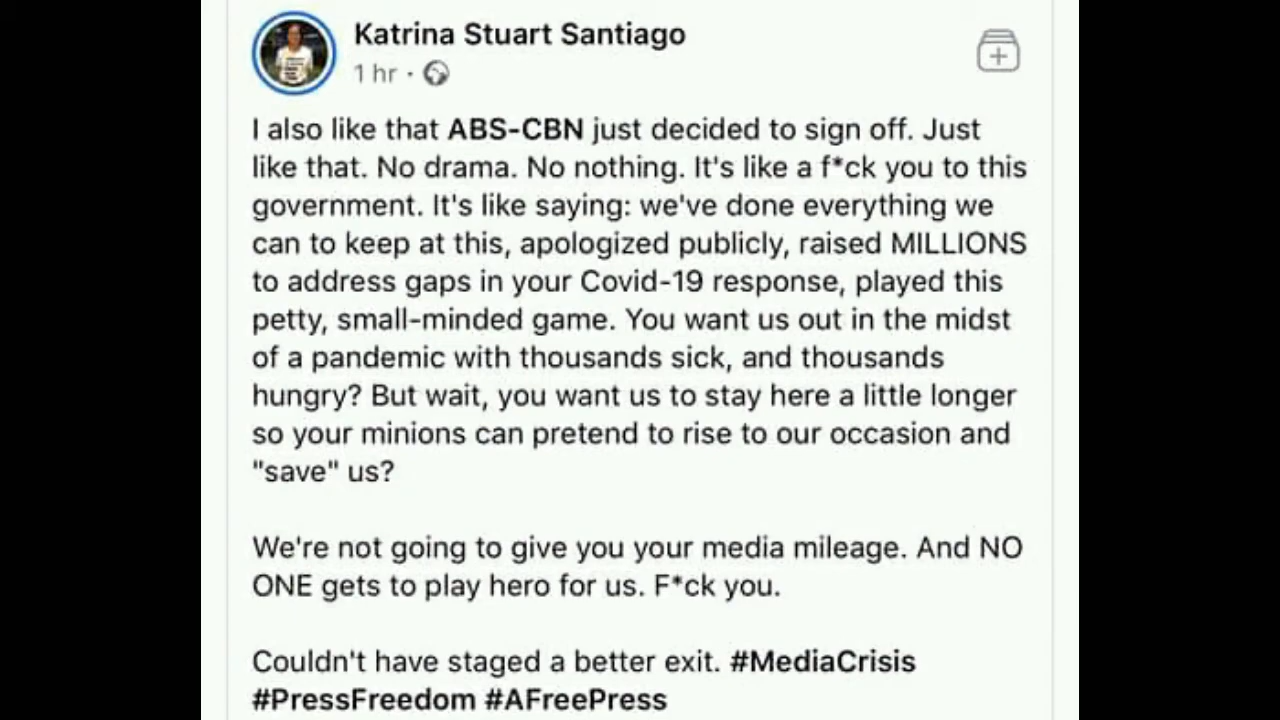 Katrina Stuart Santiago
1 hr ·
I also like that ABS-CBN just decided to sign off. Just
like that. No drama. No nothing. It's like a f*ck you to this
government. It's like saying: we've done everything we
can to keep at this, apologized publicly, raised MILLIONS
to address gaps in your Covid-19 response, played this
petty, small-minded game. You want us out in the midst
of a pandemic with thousands sick, and thousands
hungry? But wait, you want us to stay here a little longer
so your minions can pretend to rise to our occasion and
"save" us?
We're not going to give you your media mileage. And NO
ONE gets to play hero for us. F*ck you.
Couldn't have staged a better exit. #MediaCrisis
#PressFreedom #AFreePress